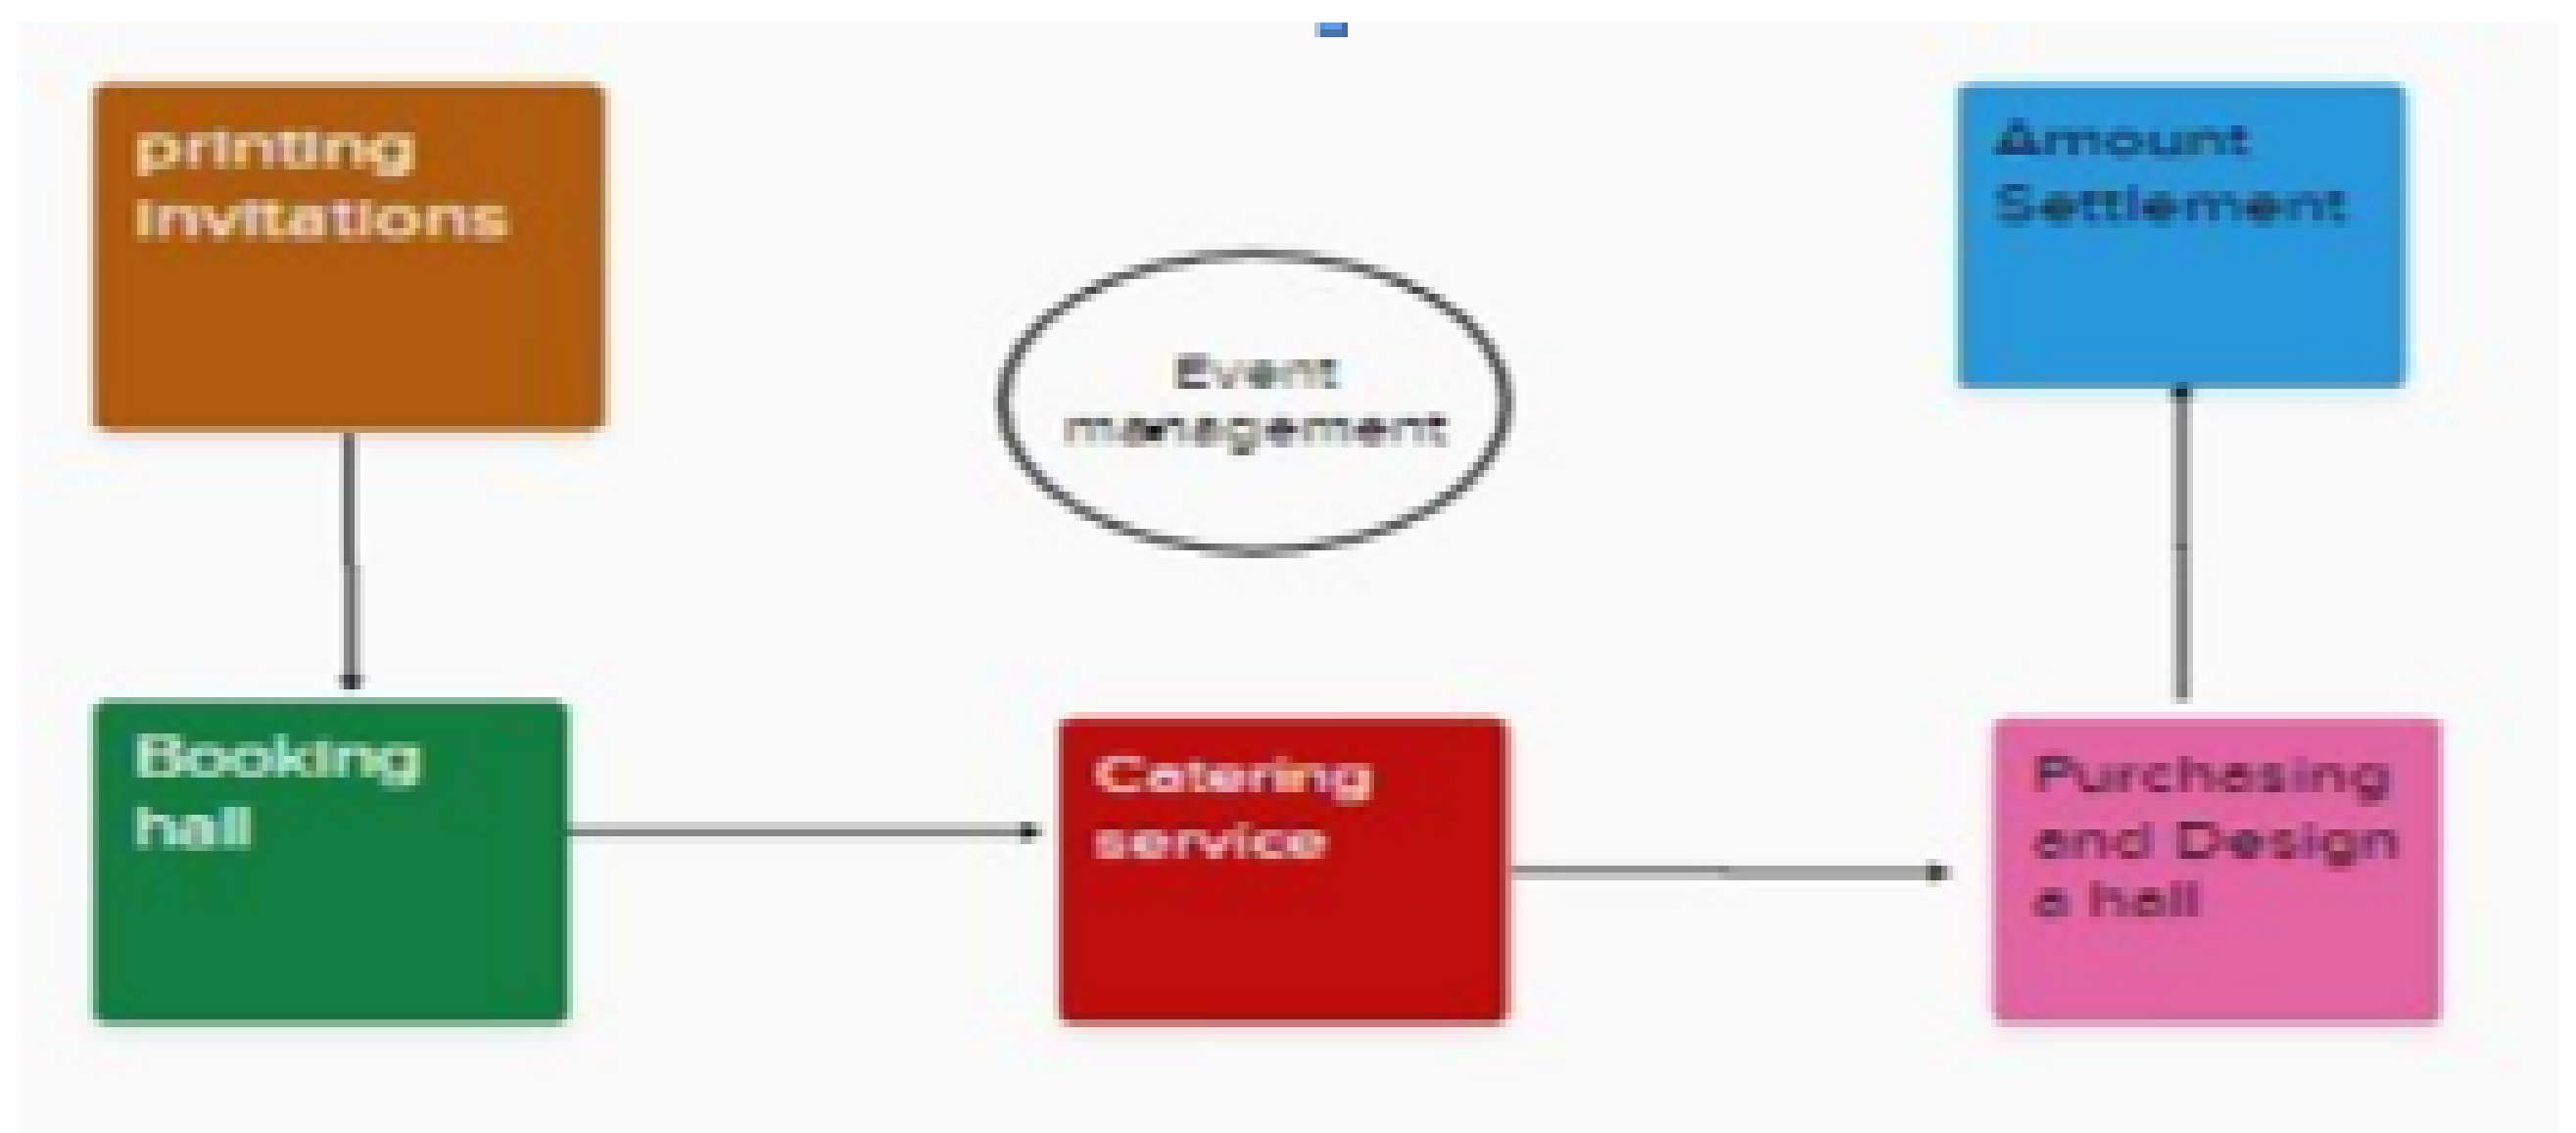 printing
invitations
Amount
Settlement
Event
management
Booking
hall
Catering
service
Purchasing
and Design
a hall